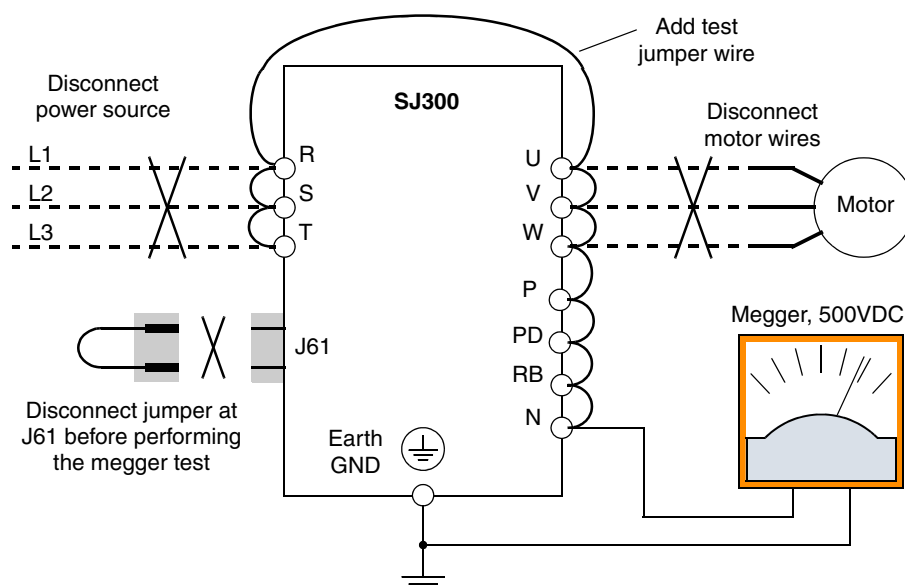 Add test
jumper wire
Disconnect
power source
SJ300
Disconnect
motor wires
L1
R
U
L2
S
V
Motor
L3
T
W
P
Megger, 500VDC
J61
PD
RB
Disconnect jumper at
J61 before performing
the megger test
N
Earth
GND